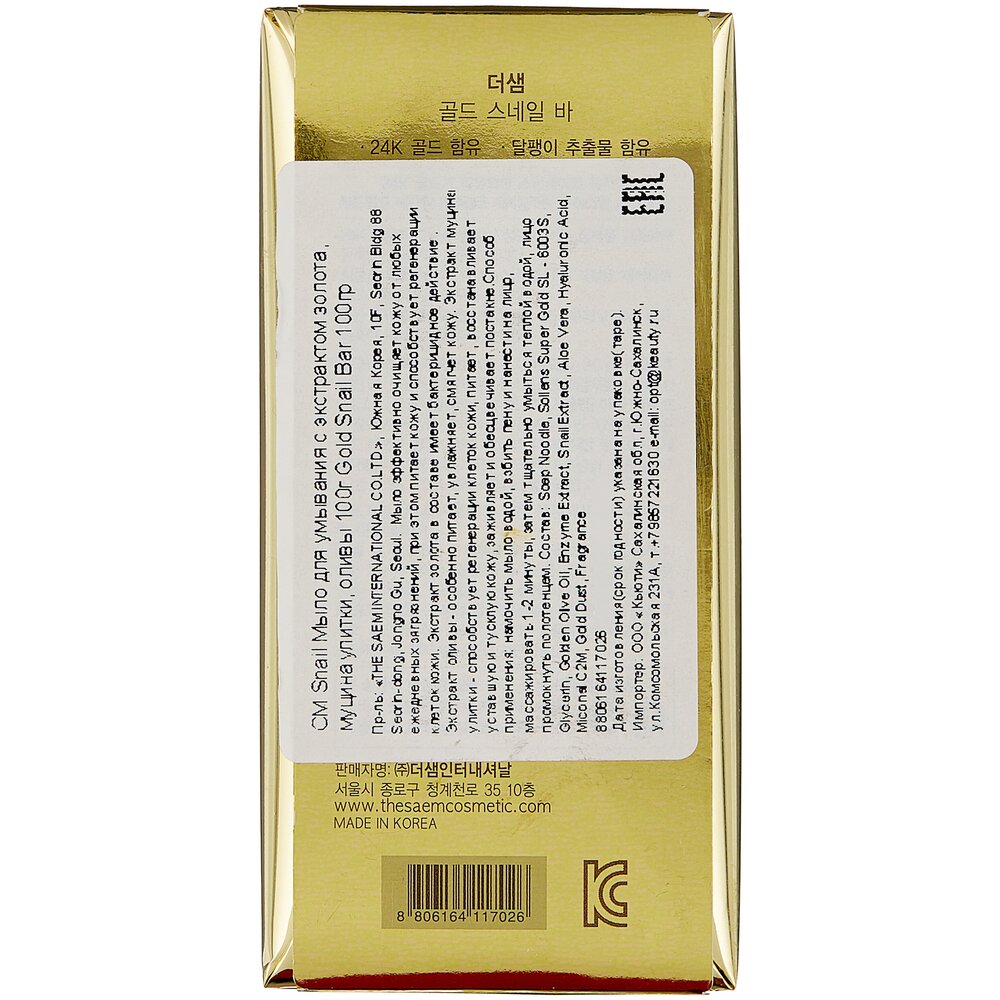 더샘
골드 스네일 바
· 24K 골드 함유 · 달팽이 추출물 함유
EAC
СМ Snail Мыло для умывания с экстрактом золота,
муцина улитки, оливы 100г Gold Snail Bar 100гр
Пр-ль: «THE SAEM INTERNATIONAL CO.LTD.», Южная Корея, 10F, Seorin Bldg 88
Seorin-dong, Jongno Gu, Seoul. Мыло эффективно очищяет кожу от любых
ежедневных загрязнений, при этом питает кожу и способствует регенерации
клеток кожи. Экстракт золота в составе имеет бактерицидное действие.
Экстракт оливы - особенно питает, увлажняет, смягчет кожу. Экстракт муцина
улитки - способствует регенерации клеток кожи, питает, восстанавливает
уставшую и тусклую кожу, заживляет и обесцвечивает постакне.Способ
применения: намочить мыло водой, взбить пену и нанести на лицо,
массажировать 1-2 минуты, затем тщательно умыться теплой водой, лицо
промокнуть полотенцем. Состав: Soap Noodle, Sollens Super Gold SL - 6003S,
Glycerin, Golden Olive Oil, Enzyme Extract, Snail Extract, Aloe Vera, Hyaluronic Acid,
Miconal C2M, Gold Dust, Fragrance
8806164117026
Дата изготовления(срок годности) указана на упаковке(таре).
Импортер: ООО «Кьюти» Сахалинская обл, г.Южно-Сахалинск,
ул.Комсомольская 231А, т.+79857221630 e-mail: opt@keauty.ru
판매자명: ㈜더샘인터내셔날
서울시 종로구 청계천로 35 10층
www.thesaemcosmetic.com
MADE IN KOREA
8 806164 117026
KC